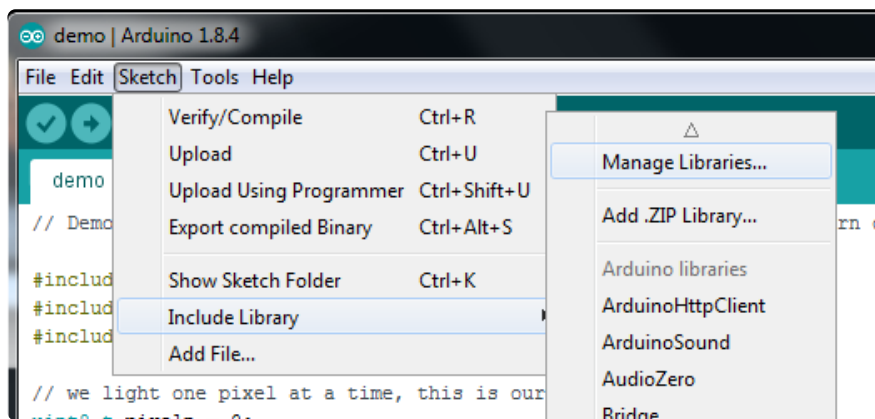 demo | Arduino 1.8.4
File Edit Sketch Tools Help
Verify/Compile Ctrl+R
Upload Ctrl+U
Upload Using Programmer Ctrl+Shift+U
Export compiled Binary Ctrl+Alt+S
Show Sketch Folder Ctrl+K
Include Library
Add File...
Manage Libraries...
Add .ZIP Library...
Arduino libraries
ArduinoHttpClient
ArduinoSound
AudioZero
Bridge
demo
// Demo
#includ
#includ
#includ
// we light one pixel at a time, this is our